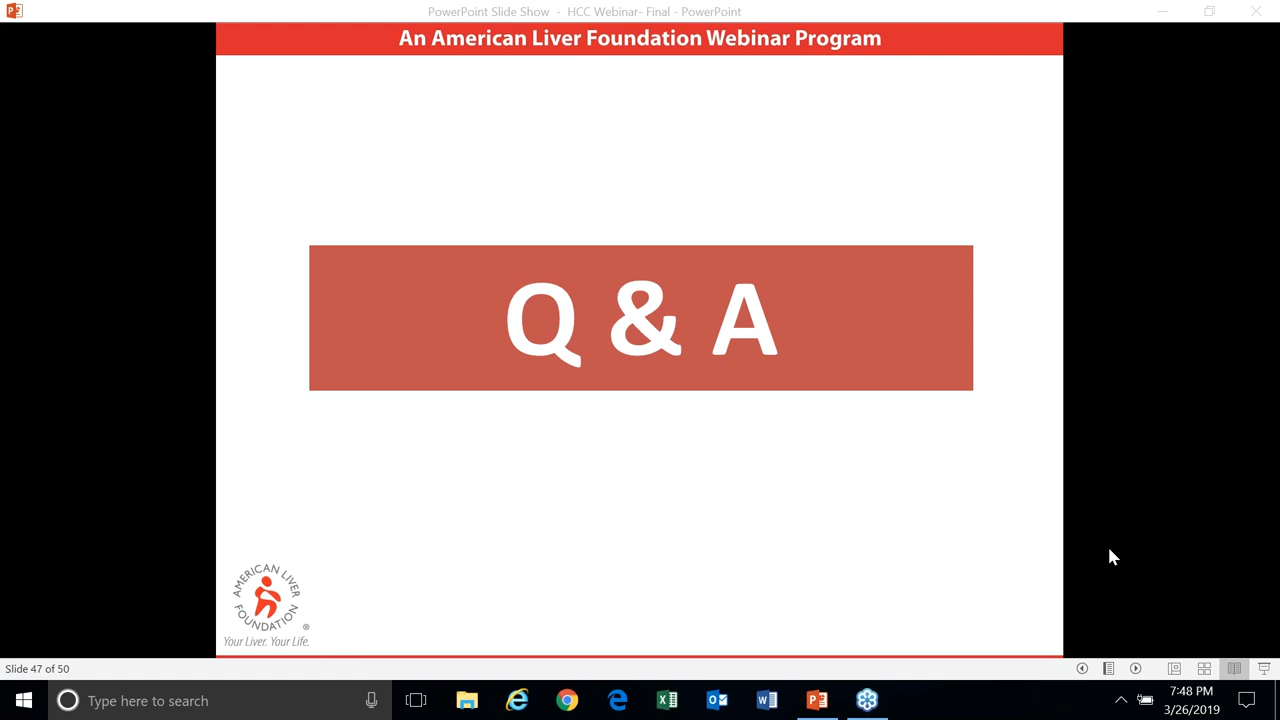 PowerPoint Slide Show - HCC Webinar- Final - PowerPoint
An American Liver Foundation Webinar Program
Q & A
AMERICAN LIVER
FOUNDATION
®
Your Liver. Your Life.
Slide 47 of 50
Type here to search
7:48 PM
3/26/2019